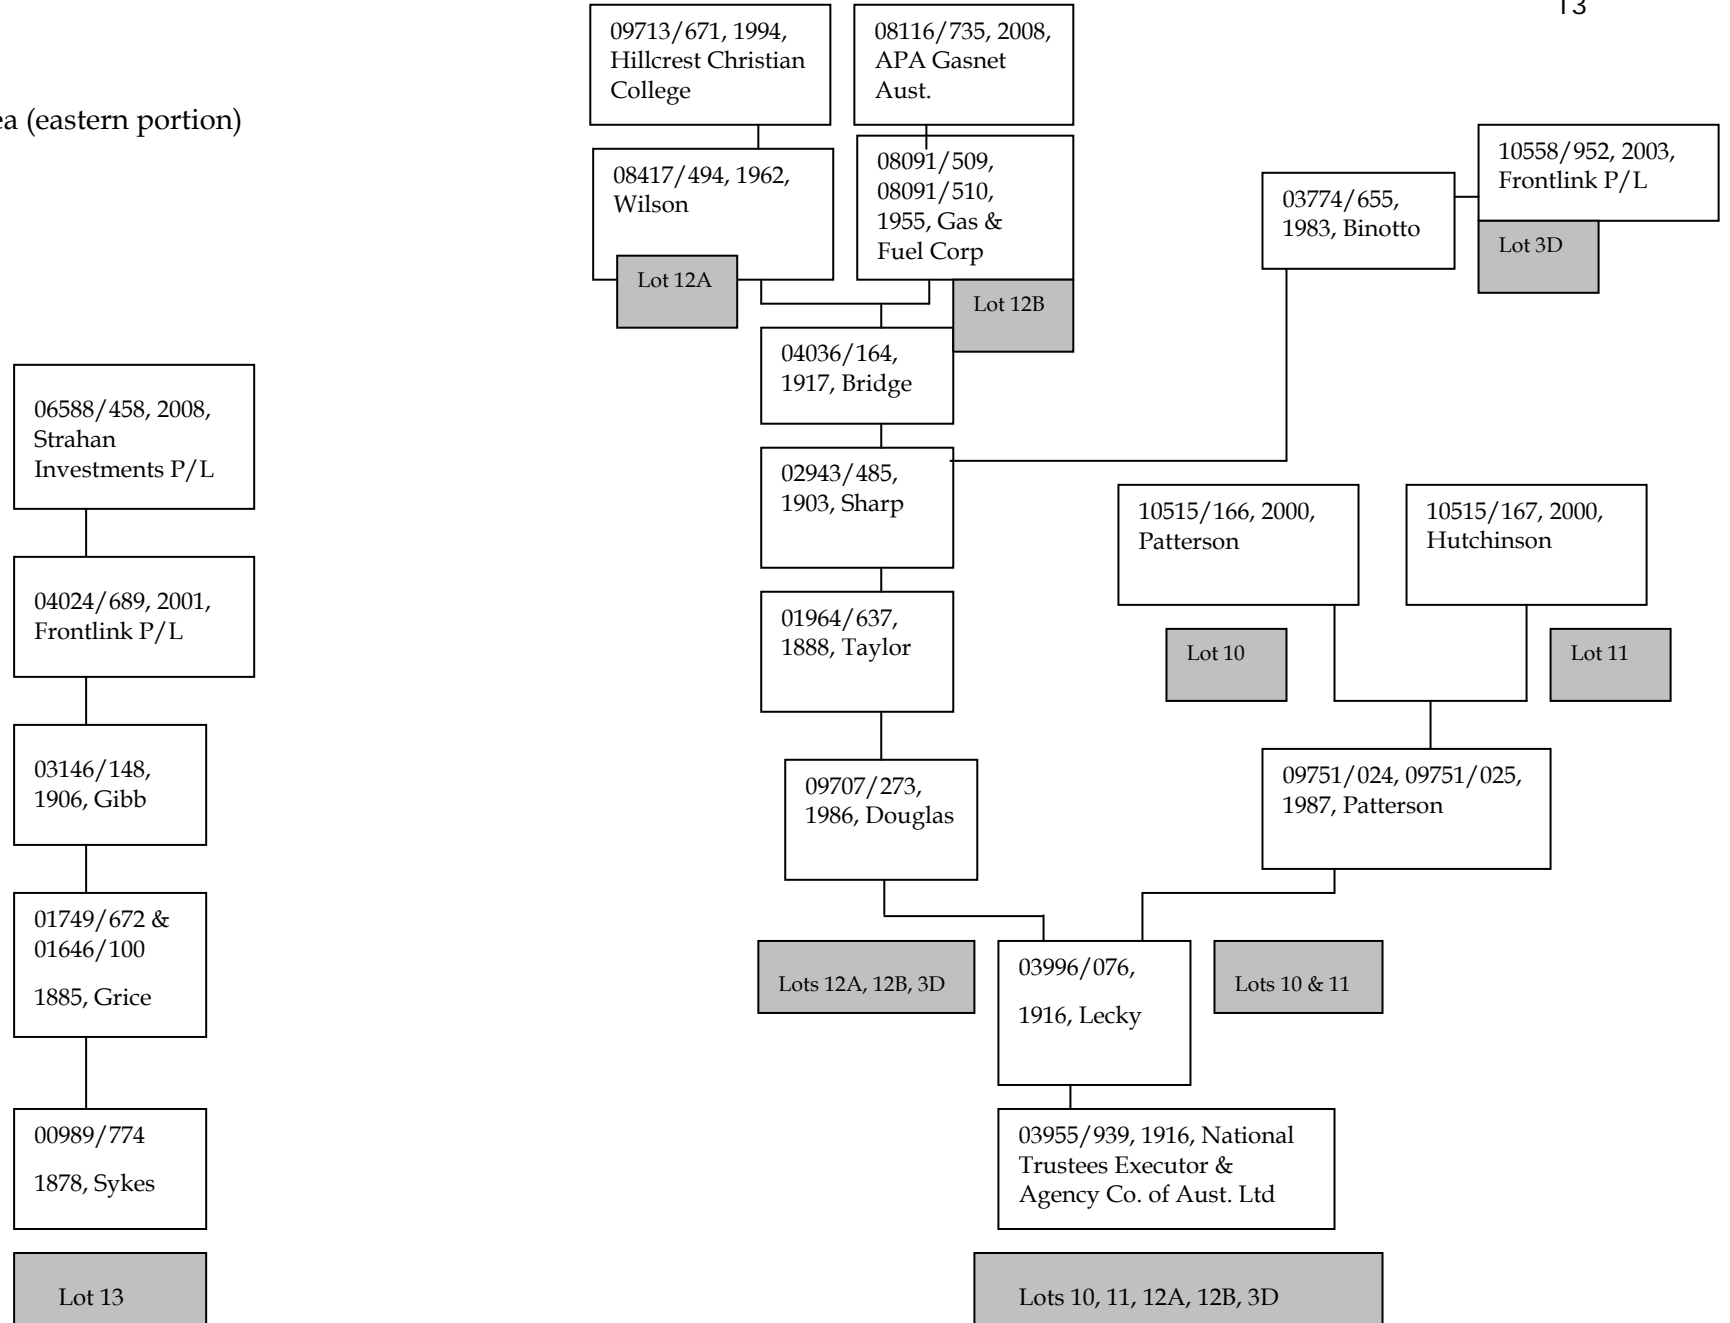 13
ea (eastern portion)
09713/671, 1994,
Hillcrest Christian
College
08116/735, 2008,
APA Gasnet
Aust.
08417/494, 1962,
Wilson
08091/509,
08091/510,
1955, Gas &
Fuel Corp
10558/952, 2003,
Frontlink P/L
03774/655,
1983, Binotto
Lot 3D
Lot 12A
Lot 12B
04036/164,
1917, Bridge
06588/458, 2008,
Strahan
Investments P/L
02943/485,
1903, Sharp
10515/166, 2000,
Patterson
10515/167, 2000,
Hutchinson
04024/689, 2001,
Frontlink P/L
01964/637,
1888, Taylor
Lot 10
Lot 11
03146/148,
1906, Gibb
09707/273,
1986, Douglas
09751/024, 09751/025,
1987, Patterson
01749/672 &
01646/100
1885, Grice
Lots 12A, 12B, 3D
03996/076,
1916, Lecky
Lots 10 & 11
00989/774
1878, Sykes
03955/939, 1916, National
Trustees Executor &
Agency Co. of Aust. Ltd
Lot 13
Lots 10, 11, 12A, 12B, 3D